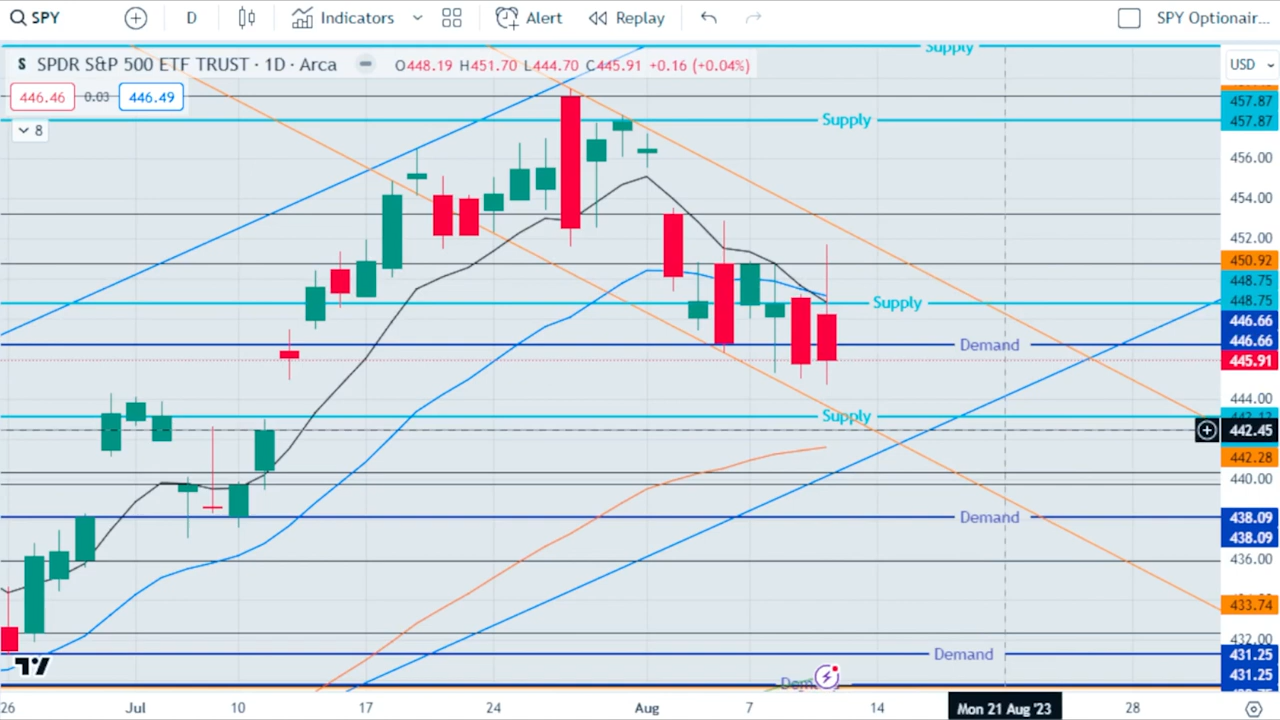 SPY
D
Indicators
Alert
Replay
SPY Optionair...
S SPDR S&P 500 ETF TRUST · 1D · Arca
O448.19 H451.70 L444.70 C445.91 +0.16 (+0.04%)
USD
446.46 0.03 446.49
8
Supply
Supply
Supply
Demand
Supply
Demand
Demand
457.87
457.87
456.00
454.00
452.00
450.92
448.75
448.75
446.66
446.66
445.91
444.00
442.45
442.28
440.00
438.09
438.09
436.00
433.74
432.00
431.25
431.25
26 Jul 10 17 24 Aug 7 14 Mon 21 Aug '23 28